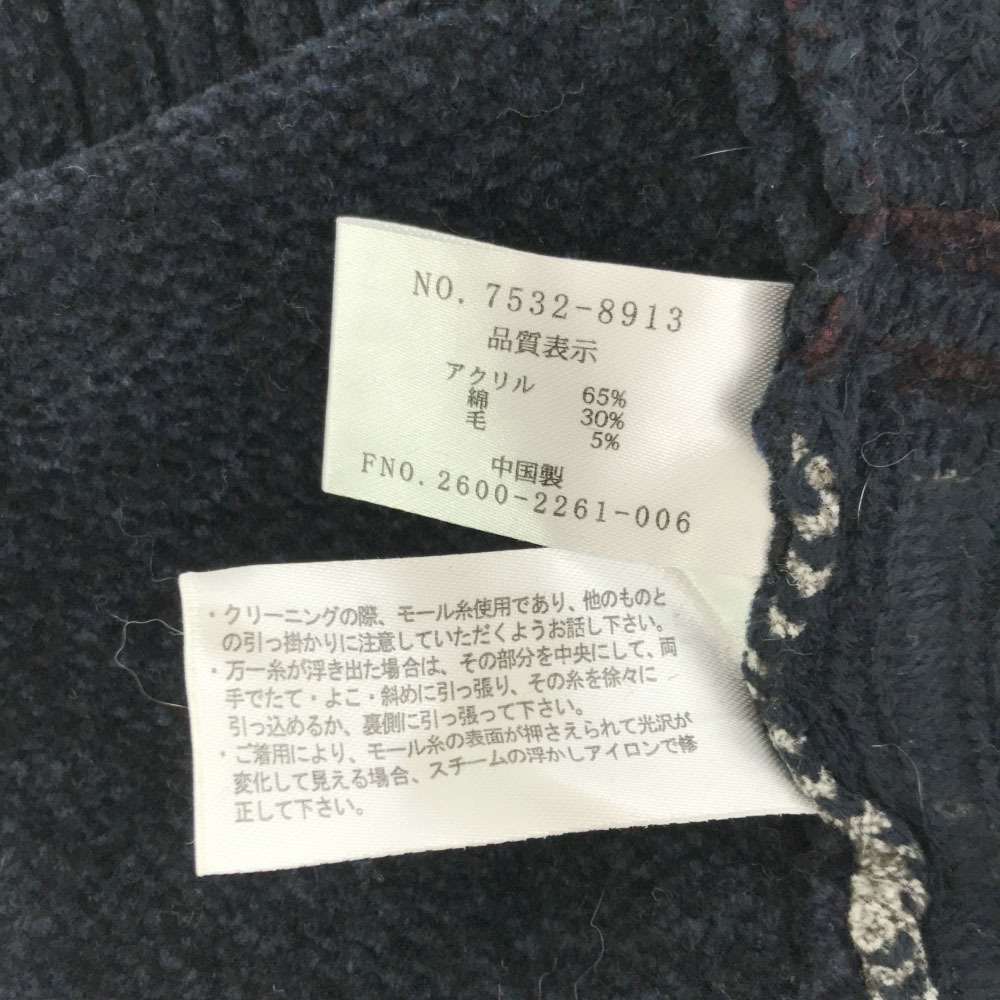 NO. 7532-8913
品質表示
アクリル 65%
綿 30%
毛 5%
中国製
FNO. 2600-2261-006
・クリーニングの際、モール糸使用であり、他のものと
の引っ掛かりに注意していただくようお話し下さい。
・万一糸が浮き出た場合は、その部分を中央にして、両
手でたて・よこ・斜めに引っ張り、その糸を徐々に
引っ込めるか、裏側に引っ張って下さい。
・ご着用により、モール糸の表面が押さえられて光沢が
変化して見える場合、スチームの浮かしアイロンで修
正して下さい。